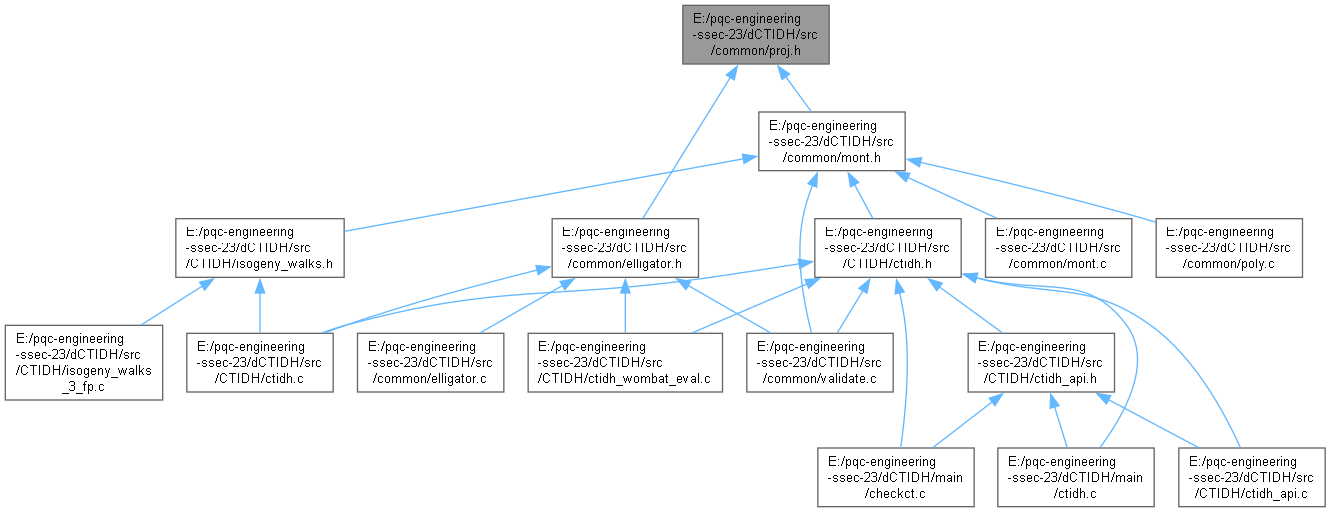 E:/pqc-engineering
-ssec-23/dCTIDH/src
/common/proj.h
E:/pqc-engineering
-ssec-23/dCTIDH/src
/common/mont.h
E:/pqc-engineering
-ssec-23/dCTIDH/src
/CTIDH/isogeny_walks.h
E:/pqc-engineering
-ssec-23/dCTIDH/src
/common/elligator.h
E:/pqc-engineering
-ssec-23/dCTIDH/src
/CTIDH/ctidh.h
E:/pqc-engineering
-ssec-23/dCTIDH/src
/common/mont.c
E:/pqc-engineering
-ssec-23/dCTIDH/src
/common/poly.c
E:/pqc-engineering
-ssec-23/dCTIDH/src
/CTIDH/isogeny_walks
_3_fp.c
E:/pqc-engineering
-ssec-23/dCTIDH/src
/CTIDH/ctidh.c
E:/pqc-engineering
-ssec-23/dCTIDH/src
/common/elligator.c
E:/pqc-engineering
-ssec-23/dCTIDH/src
/CTIDH/ctidh_wombat_eval.c
E:/pqc-engineering
-ssec-23/dCTIDH/src
/common/validate.c
E:/pqc-engineering
-ssec-23/dCTIDH/src
/CTIDH/ctidh_api.h
E:/pqc-engineering
-ssec-23/dCTIDH/main
/checkct.c
E:/pqc-engineering
-ssec-23/dCTIDH/main
/ctidh.c
E:/pqc-engineering
-ssec-23/dCTIDH/src
/CTIDH/ctidh_api.c